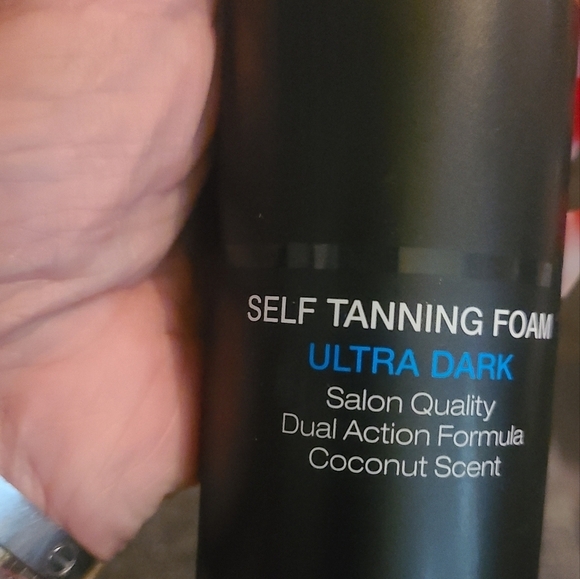 SELF TANNING FOAM
ULTRA DARK
Salon Quality
Dual Action Formula
Coconut Scent